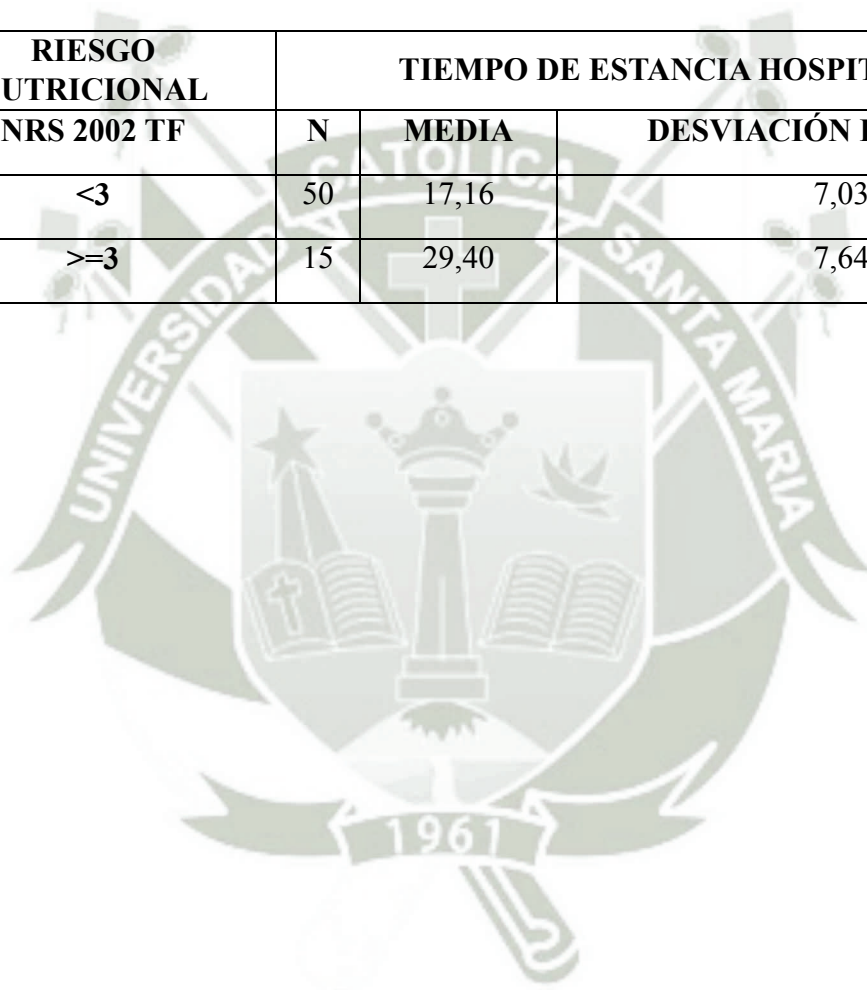 RIESGO
UTRICIONAL
TIEMPO DE ESTANCIA HOSPIT
NRS 2002 TF N MEDIA DESVIACIÓN
<3 50 17,16 7,03
>=3 15 29,40 7,64
UNIVERSIDAD CATOLICA SANTA MARIA
1961